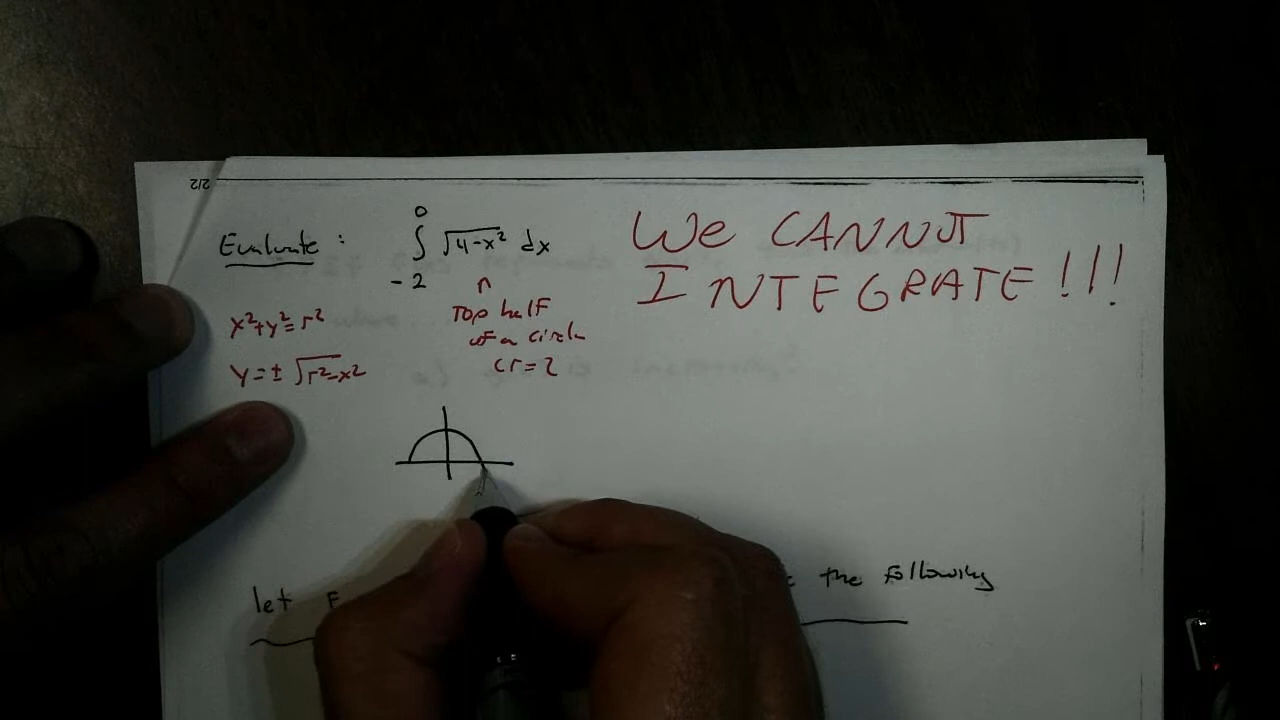 2/2
Evaluate :
0
∫ √4-x² dx
-2
WE CANNOT
INTEGRATE!!!
x²+y²=r²
y=± √r²-x²
Top half
of a circle
r=2
let F
the following